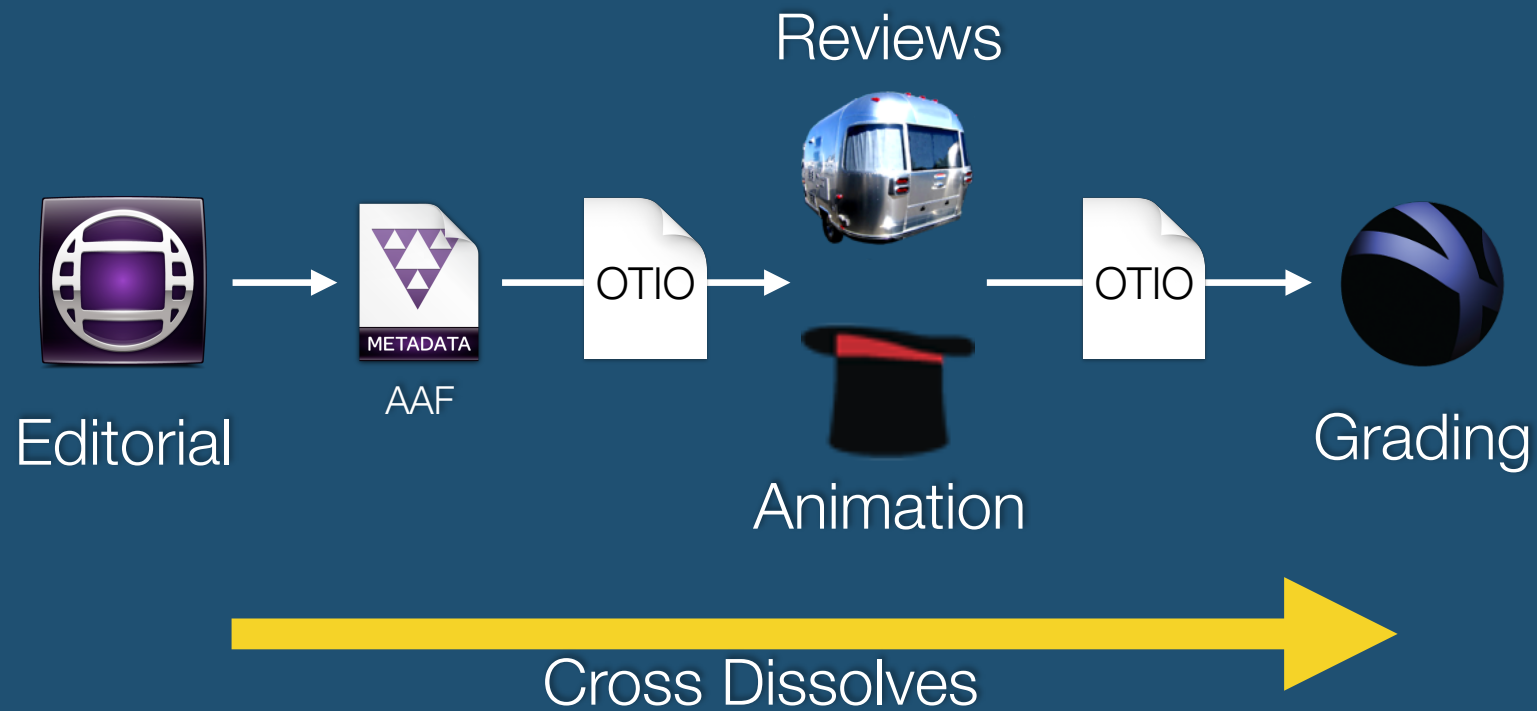 Reviews
OTIO
OTIO
METADATA
AAF
Editorial
Grading
Animation
Cross Dissolves